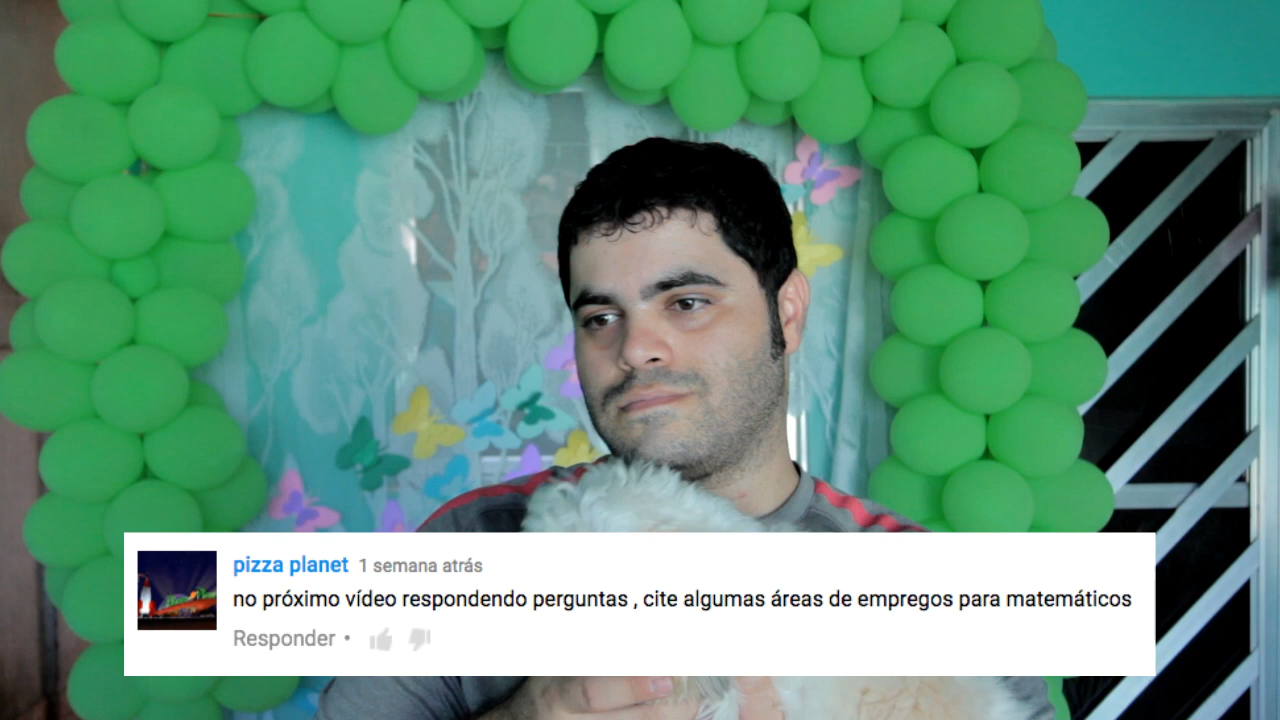 pizza planet 1 semana atrás
no próximo vídeo respondendo perguntas , cite algumas áreas de empregos para matemáticos
Responder •